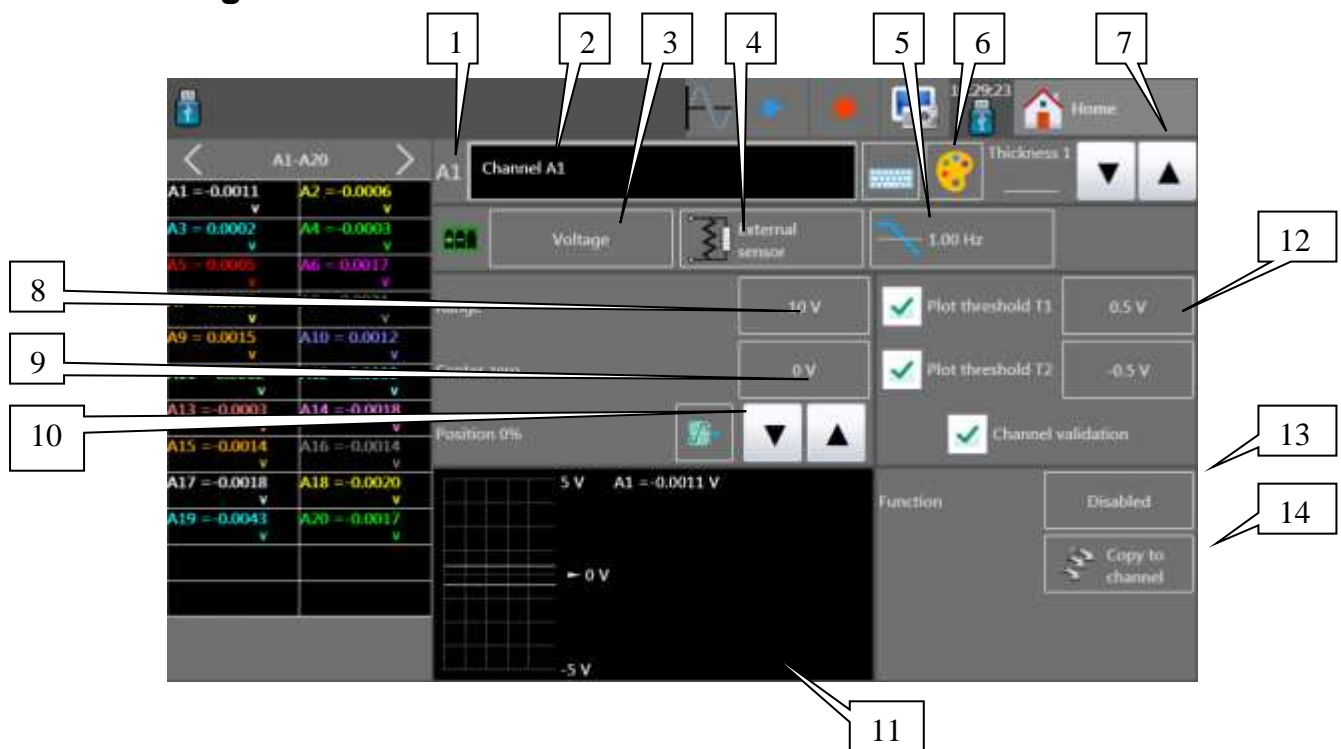 g
1 2 3 4 5 6 7
29:23
Home
A1-A20
A1
Channel A1
Thickness 1
A1 =-0.0011 V
A2 =-0.0006 V
A3 = 0.0002 V
A4 =-0.0003 V
Voltage
External sensor
1.00 Hz
12
A5 = 0.0005 V
A6 = 0.0017 V
8
Range
10 V
Plot threshold T1
0.5 V
V
V
A9 = 0.0015 V
A10 = 0.0012 V
9
Center zero
0 V
Plot threshold T2
-0.5 V
V
V
A13 =-0.0003 V
A14 =-0.0018 V
10
Position 0%
Channel validation
13
A15 =-0.0014 V
A16 =-0.0014 V
A17 =-0.0018 V
A18 =-0.0020 V
5 V A1 =-0.0011 V
Function
Disabled
14
A19 =-0.0043 V
A20 =-0.0017 V
Copy to channel
0 V
-5 V
11